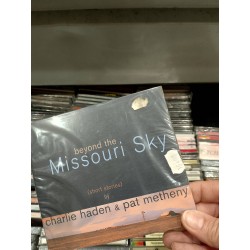 beyond the
Missouri Sky
(short stories)
by
charlie haden & pat metheny